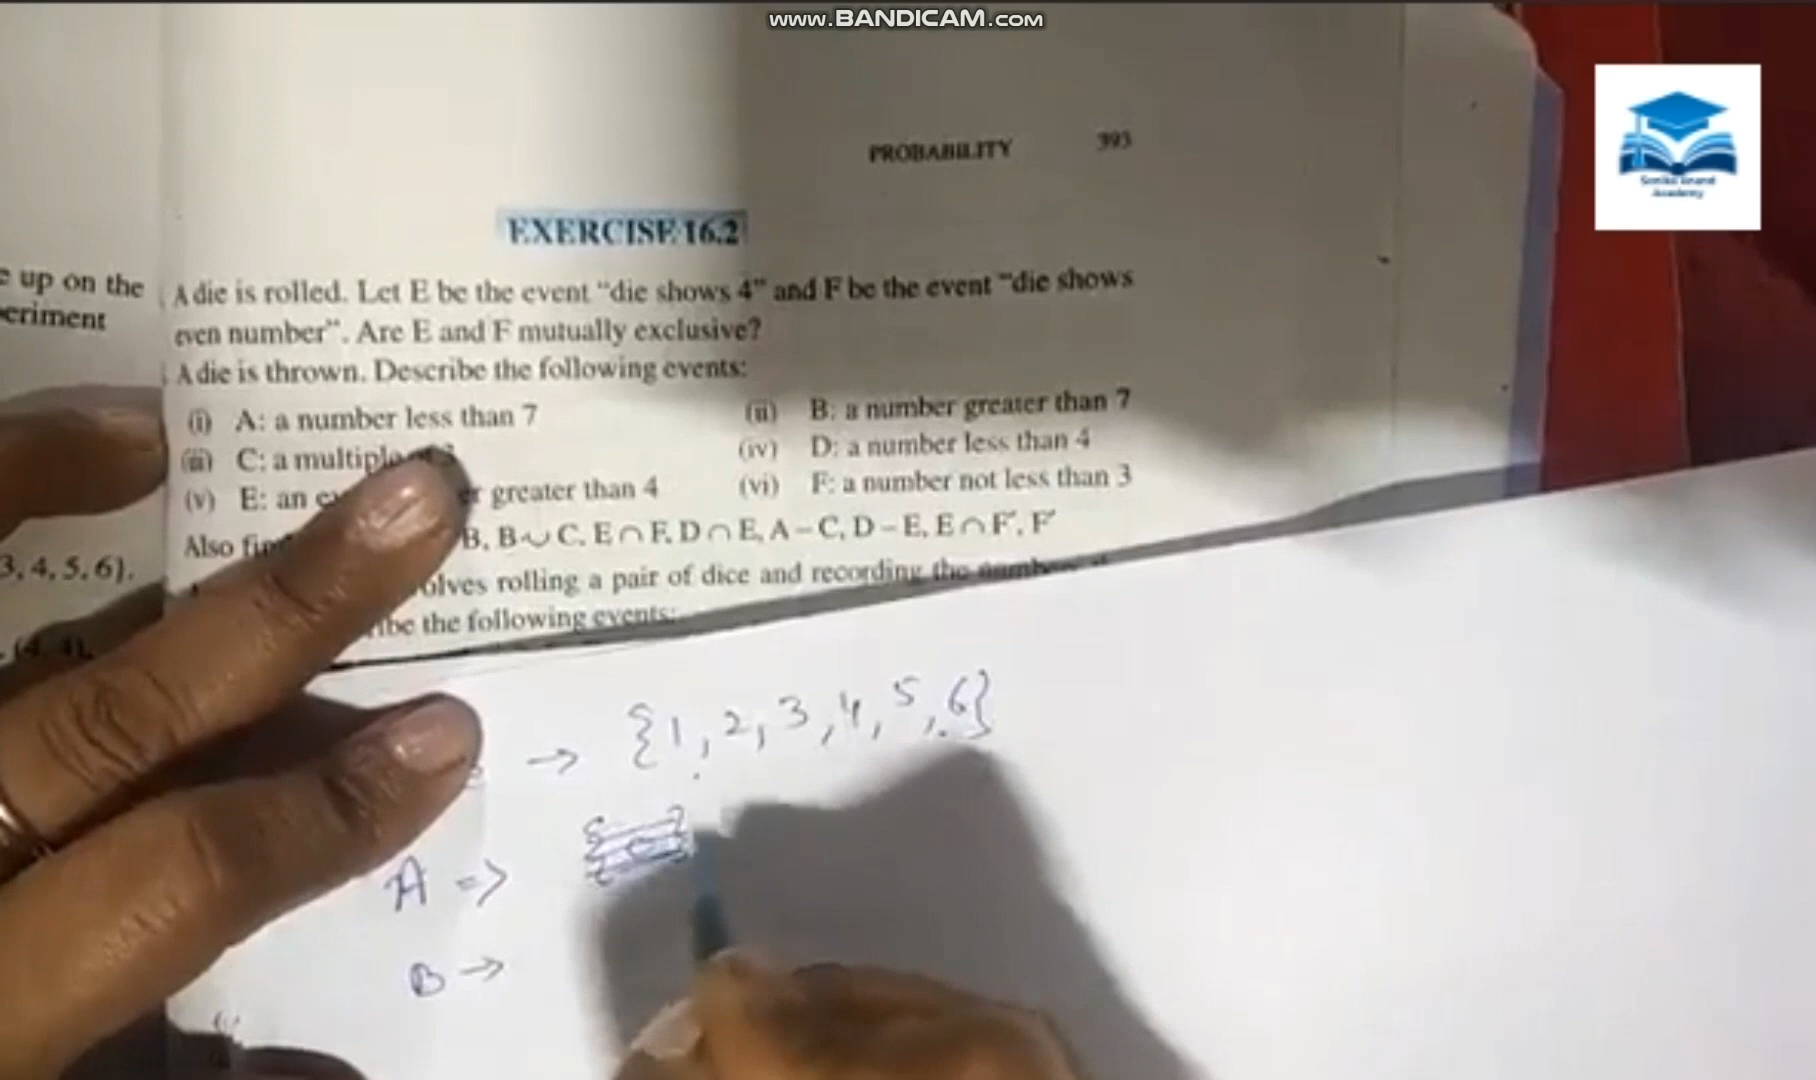 www.BANDICAM.com
PROBABILITY 393
EXERCISE 16.2
up on the
eriment
3, 4, 5, 6}.
(4, 4),
A die is rolled. Let E be the event "die shows 4" and F be the event "die shows
even number". Are E and F mutually exclusive?
A die is thrown. Describe the following events:
(i) A: a number less than 7 (ii) B: a number greater than 7
(iii) C: a multiple (iv) D: a number less than 4
(v) E: an greater than 4 (vi) F: a number not less than 3
Also B, B ∪ C, E ∩ F, D ∩ E, A – C, D – E, E ∩ F′, F′
olves rolling a pair of dice and recording the
the following events:
→ {1, 2, 3, 4, 5, 6}
A ⇒
B →
Academy